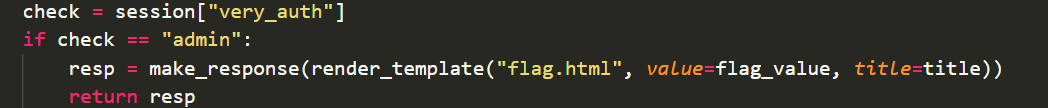 check = session["very_auth"]
if check == "admin":
resp = make_response(render_template("flag.html", value=flag_value, title=title))
return resp